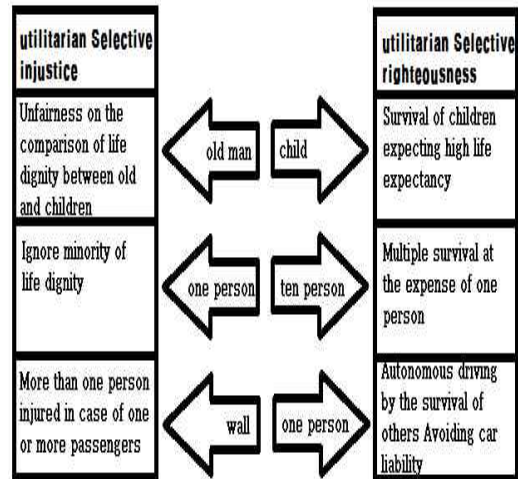 utilitarian Selective
injustice
Unfairness on the
comparison of life
dignity between old
and children
Ignore minority of
life dignity
More than one person
injured in case of one
or more passengers
old man
child
one person
ten person
wall
one person
utilitarian Selective
righteousness
Survival of children
expecting high life
expectancy
Multiple survival at
the expense of one
person
Autonomous driving
by the survival of
others Avoiding car
liability